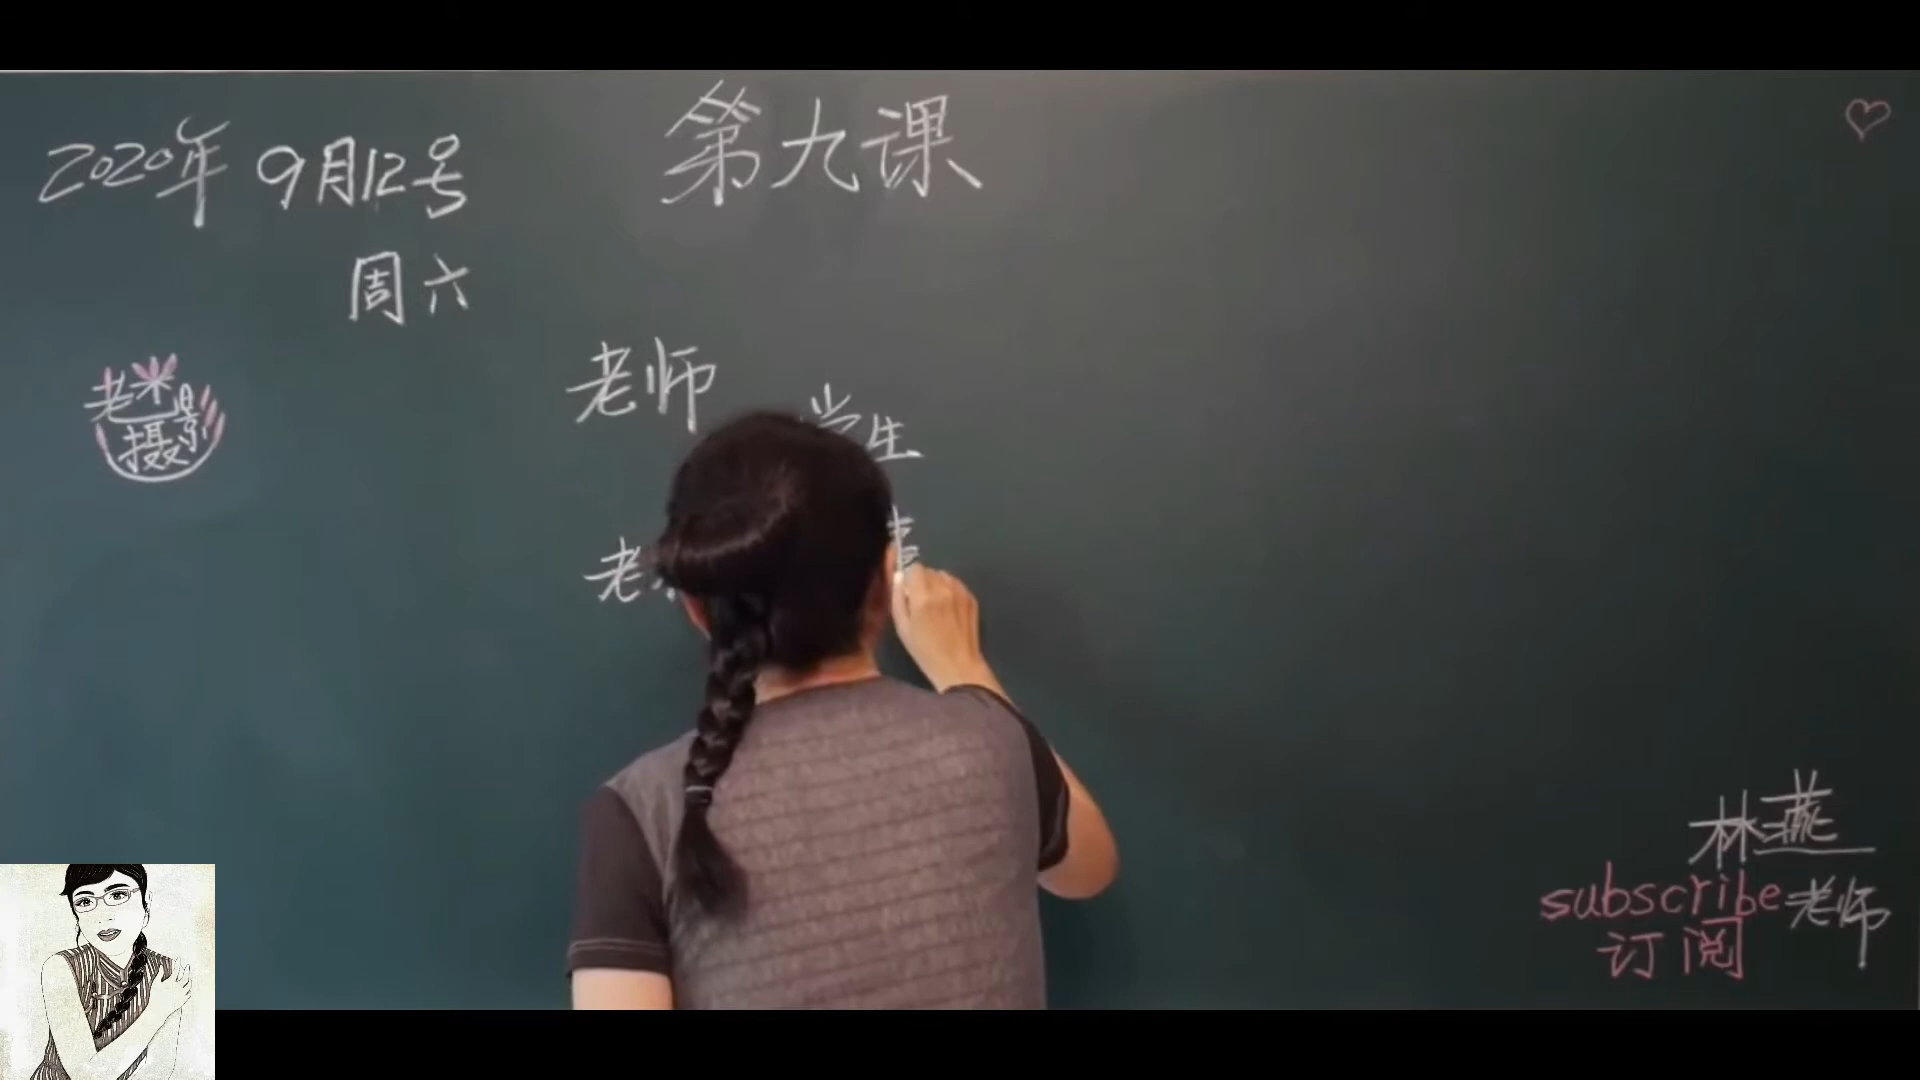 2020年 9月12号
第九课
周六
老师
学生
老米
摄影
老
林燕
subscribe 老师
订阅